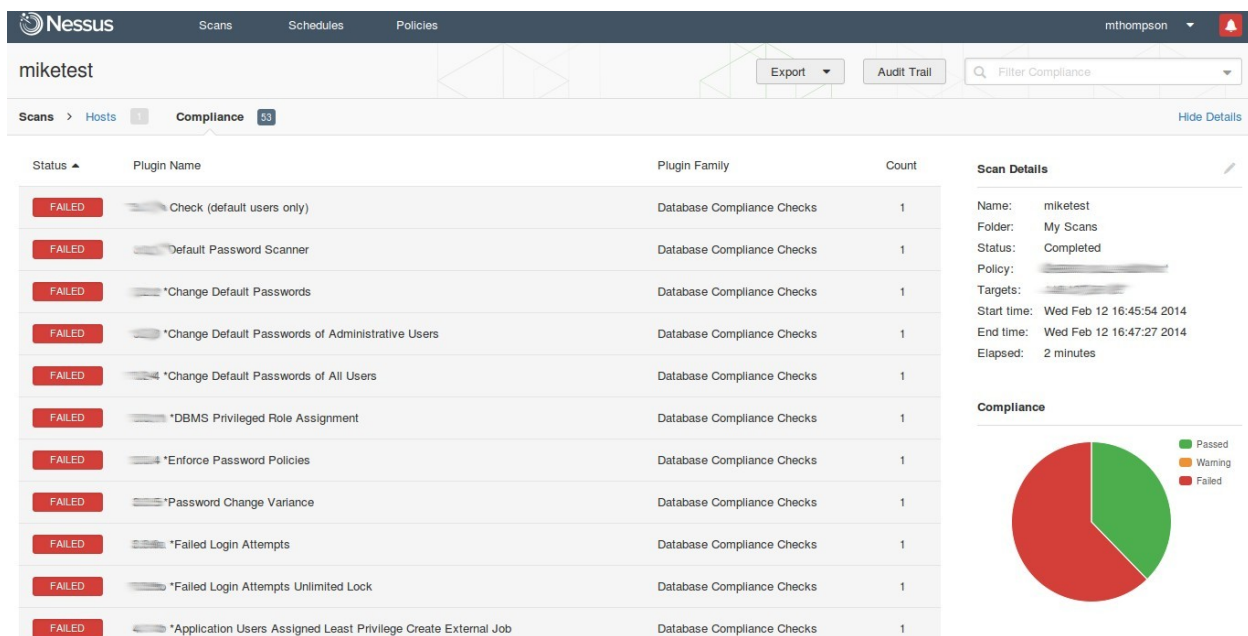 Nessus Scans Schedules Policies mthompson
miketest Export Audit Trail Filter Compliance
Scans > Hosts 1 Compliance 53 Hide Details
Status Plugin Name Plugin Family Count
FAILED Check (default users only) Database Compliance Checks 1
FAILED Default Password Scanner Database Compliance Checks 1
FAILED *Change Default Passwords Database Compliance Checks 1
FAILED *Change Default Passwords of Administrative Users Database Compliance Checks 1
FAILED *Change Default Passwords of All Users Database Compliance Checks 1
FAILED *DBMS Privileged Role Assignment Database Compliance Checks 1
FAILED *Enforce Password Policies Database Compliance Checks 1
FAILED *Password Change Variance Database Compliance Checks 1
FAILED *Failed Login Attempts Database Compliance Checks 1
FAILED *Failed Login Attempts Unlimited Lock Database Compliance Checks 1
FAILED *Application Users Assigned Least Privilege Create External Job Database Compliance Checks 1
Scan Details
Name: miketest
Folder: My Scans
Status: Completed
Policy:
Targets:
Start time: Wed Feb 12 16:45:54 2014
End time: Wed Feb 12 16:47:27 2014
Elapsed: 2 minutes
Compliance
Passed
Warning
Failed